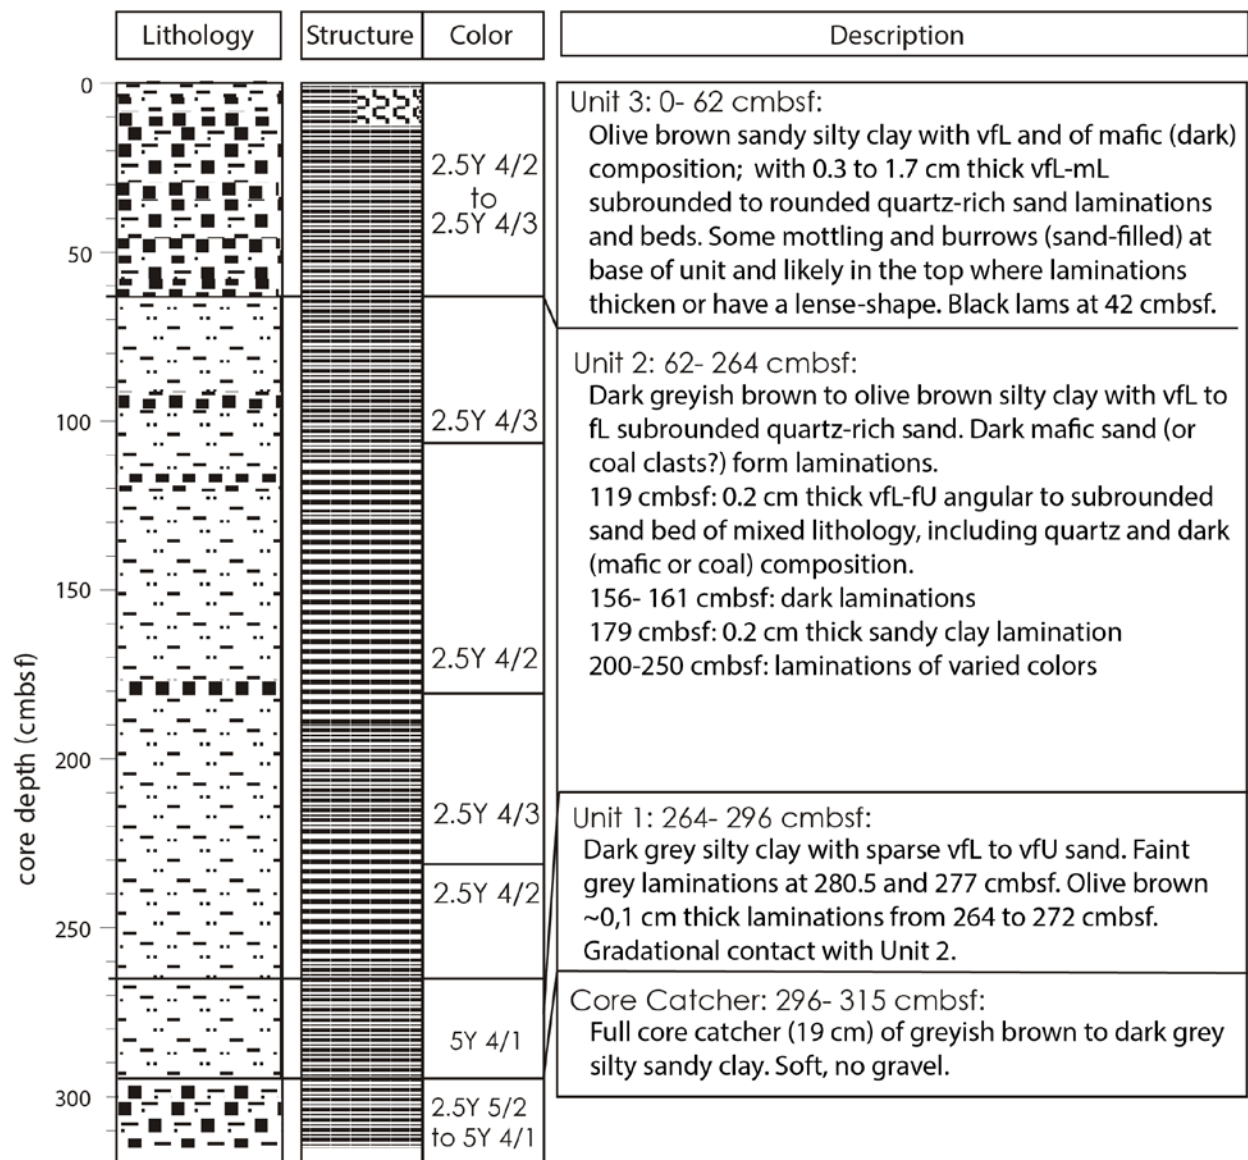 Lithology
Structure
Color
Description
core depth (cmbsf)
0
50
100
150
200
250
300
2.5Y 4/2
to
2.5Y 4/3
2.5Y 4/3
2.5Y 4/2
2.5Y 4/3
2.5Y 4/2
5Y 4/1
2.5Y 5/2
to 5Y 4/1
Unit 3: 0- 62 cmbsf:
Olive brown sandy silty clay with vfL and of mafic (dark)
composition; with 0.3 to 1.7 cm thick vfL-mL
subrounded to rounded quartz-rich sand laminations
and beds. Some mottling and burrows (sand-filled) at
base of unit and likely in the top where laminations
thicken or have a lense-shape. Black lams at 42 cmbsf.
Unit 2: 62- 264 cmbsf:
Dark greyish brown to olive brown silty clay with vfL to
fL subrounded quartz-rich sand. Dark mafic sand (or
coal clasts?) form laminations.
119 cmbsf: 0.2 cm thick vfL-fU angular to subrounded
sand bed of mixed lithology, including quartz and dark
(mafic or coal) composition.
156- 161 cmbsf: dark laminations
179 cmbsf: 0.2 cm thick sandy clay lamination
200-250 cmbsf: laminations of varied colors
Unit 1: 264- 296 cmbsf:
Dark grey silty clay with sparse vfL to vfU sand. Faint
grey laminations at 280.5 and 277 cmbsf. Olive brown
~0,1 cm thick laminations from 264 to 272 cmbsf.
Gradational contact with Unit 2.
Core Catcher: 296- 315 cmbsf:
Full core catcher (19 cm) of greyish brown to dark grey
silty sandy clay. Soft, no gravel.